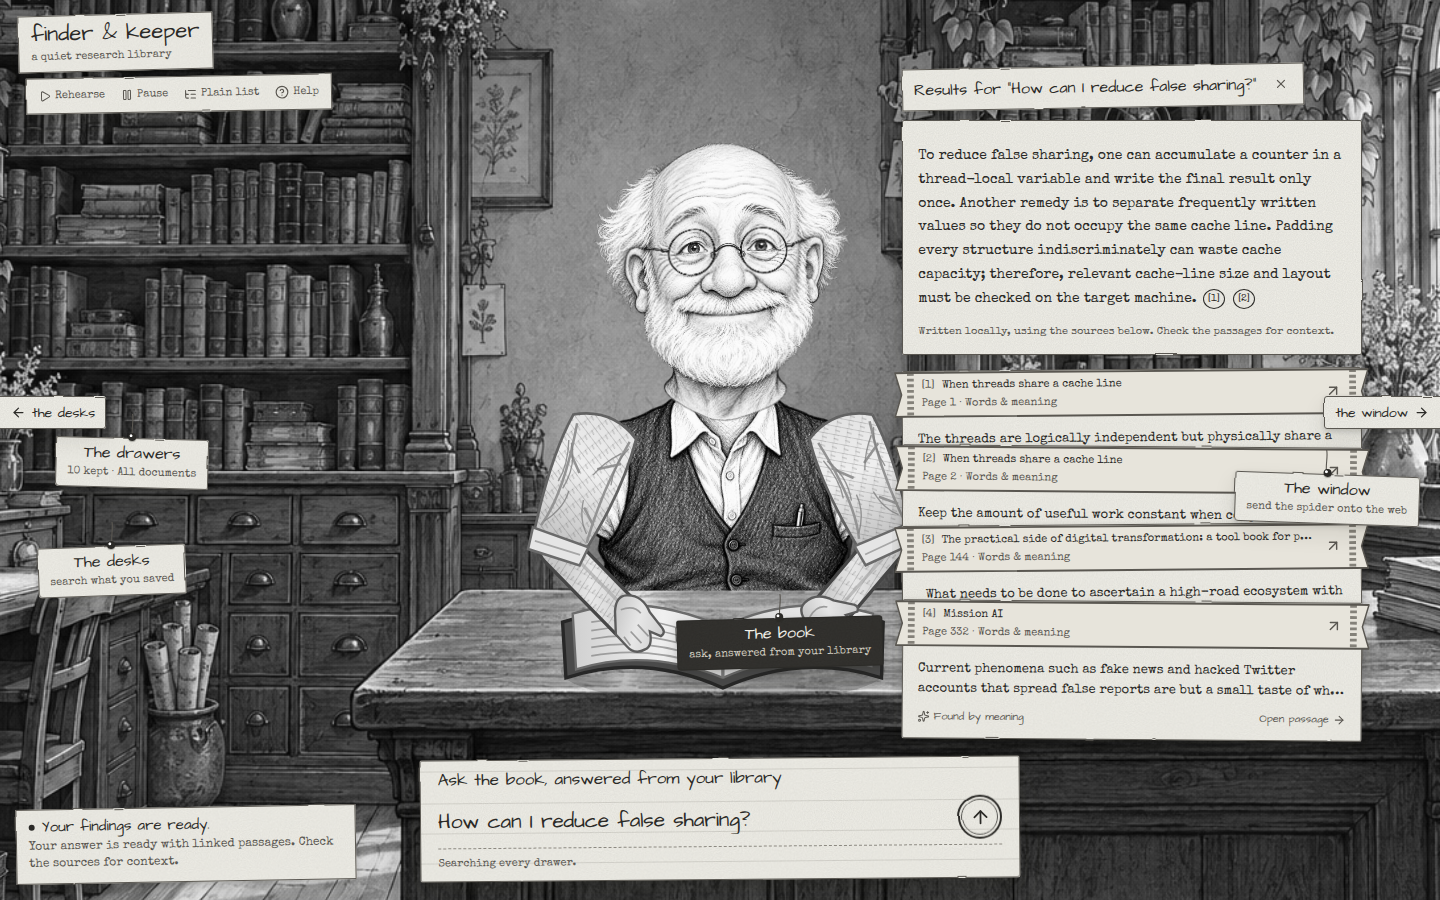 finder & keeper
a quiet research library
Rehearse
Pause
Plain list
Help
Results for "How can I reduce false sharing?"
To reduce false sharing, one can accumulate a counter in a
thread-local variable and write the final result only
once. Another remedy is to separate frequently written
values so they do not occupy the same cache line. Padding
every structure indiscriminately can waste cache
capacity; therefore, relevant cache-line size and layout
must be checked on the target machine. [1] [2]
Written locally, using the sources below. Check the passages for context.
[1] When threads share a cache line
Page 1 · Words & meaning
The threads are logically independent but physically share a
[2] When threads share a cache line
Page 2 · Words & meaning
Keep the amount of useful work constant when
[3] The practical side of digital transformation: a tool book for p...
Page 144 · Words & meaning
What needs to be done to ascertain a high-road ecosystem with
[4] Mission AI
Page 332 · Words & meaning
Current phenomena such as fake news and hacked Twitter
accounts that spread false reports are but a small taste of wh...
Found by meaning
Open passage →
← the desks
the window →
The drawers
10 kept · All documents
The window
send the spider onto the web
The desks
search what you saved
The book
ask, answered from your library
Your findings are ready.
Your answer is ready with linked passages. Check
the sources for context.
Ask the book, answered from your library
How can I reduce false sharing?
Searching every drawer.